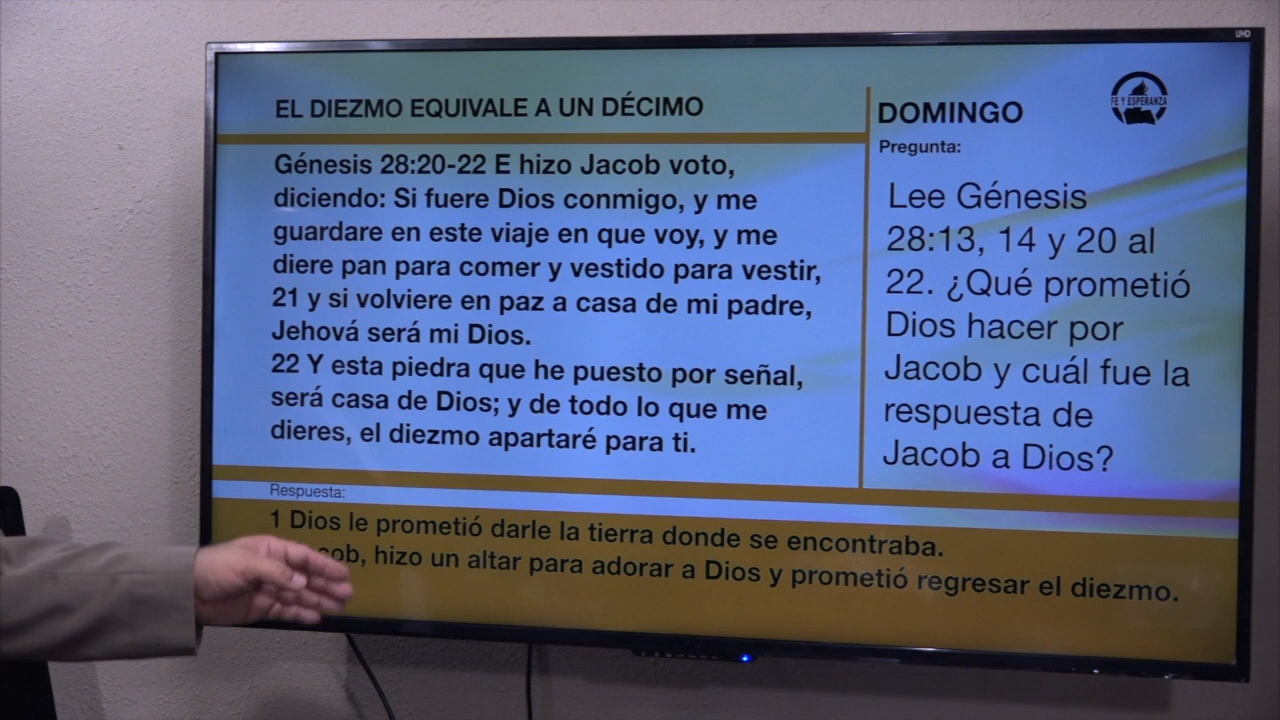 UHD
EL DIEZMO EQUIVALE A UN DÉCIMO
Génesis 28:20-22 E hizo Jacob voto,
diciendo: Si fuere Dios conmigo, y me
guardare en este viaje en que voy, y me
diere pan para comer y vestido para vestir,
21 y si volviere en paz a casa de mi padre,
Jehová será mi Dios.
22 Y esta piedra que he puesto por señal,
será casa de Dios; y de todo lo que me
dieres, el diezmo apartaré para ti.
DOMINGO
FE Y ESPERANZA
Pregunta:
Lee Génesis
28:13, 14 y 20 al
22. ¿Qué prometió
Dios hacer por
Jacob y cuál fue la
respuesta de
Jacob a Dios?
Respuesta:
1 Dios le prometió darle la tierra donde se encontraba.
cob, hizo un altar para adorar a Dios y prometió regresar el diezmo.